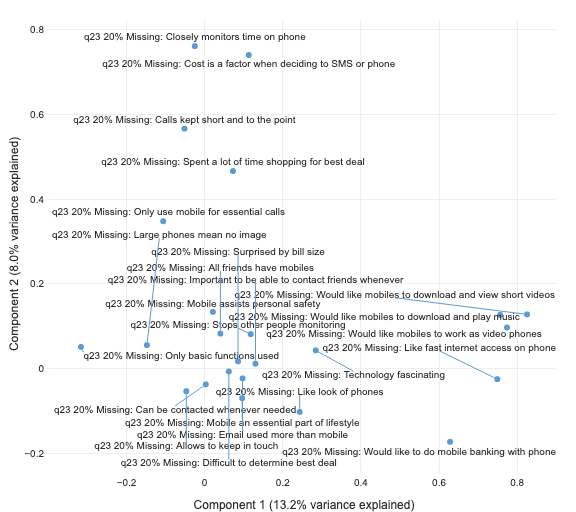 0.8
q23 20% Missing: Closely monitors time on phone
q23 20% Missing: Cost is a factor when deciding to SMS or phone
0.6
q23 20% Missing: Calls kept short and to the point
q23 20% Missing: Spent a lot of time shopping for best deal
0.4
q23 20% Missing: Only use mobile for essential calls
q23 20% Missing: Large phones mean no image
q23 20% Missing: Surprised by bill size
q23 20% Missing: All friends have mobiles
q23 20% Missing: Important to be able to contact friends whenever
0.2
q23 20% Missing: Would like mobiles to download and view short videos
q23 20% Missing: Mobile assists personal safety
q23 20% Missing: Would like mobiles to download and play music
q23 20% Missing: Stops other people monitoring
q23 20% Missing: Would like mobiles to work as video phones
q23 20% Missing: Like fast internet access on phone
q23 20% Missing: Only basic functions used
0
q23 20% Missing: Technology fascinating
q23 20% Missing: Like look of phones
q23 20% Missing: Can be contacted whenever needed
q23 20% Missing: Mobile an essential part of lifestyle
q23 20% Missing: Email used more than mobile
q23 20% Missing: Allows to keep in touch
q23 20% Missing: Would like to do mobile banking with phone
−0.2
q23 20% Missing: Difficult to determine best deal
−0.2
0
0.2
0.4
0.6
0.8
Component 1 (13.2% variance explained)
Component 2 (8.0% variance explained)